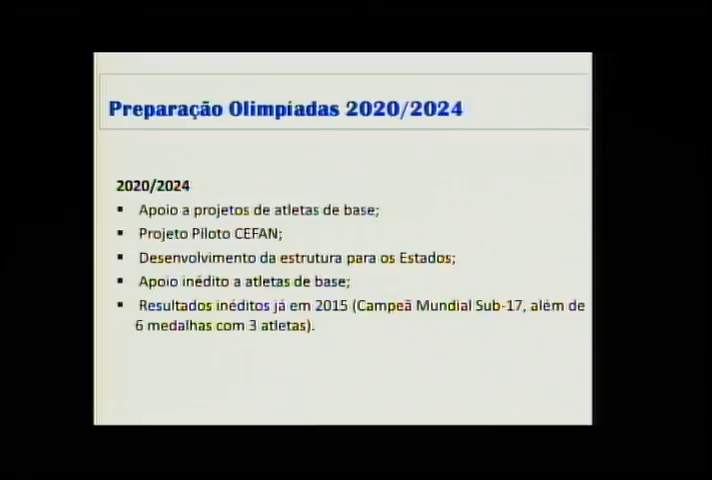 Preparação Olimpíadas 2020/2024
2020/2024
▪ Apoio a projetos de atletas de base;
▪ Projeto Piloto CEFAN;
▪ Desenvolvimento da estrutura para os Estados;
▪ Apoio inédito a atletas de base;
▪ Resultados inéditos já em 2015 (Campeã Mundial Sub-17, além de
6 medalhas com 3 atletas).